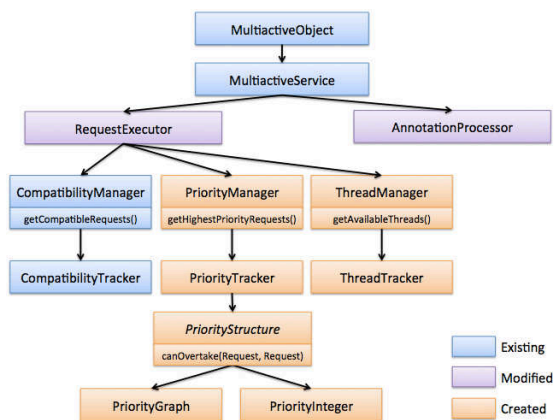 MultiactiveObject
MultiactiveService
RequestExecutor
AnnotationProcessor
CompatibilityManager
getCompatibleRequests()
PriorityManager
getHighestPriorityRequests()
ThreadManager
getAvailableThreads()
CompatibilityTracker
PriorityTracker
ThreadTracker
PriorityStructure
canOvertake(Request, Request)
PriorityGraph
PriorityInteger
Existing
Modified
Created